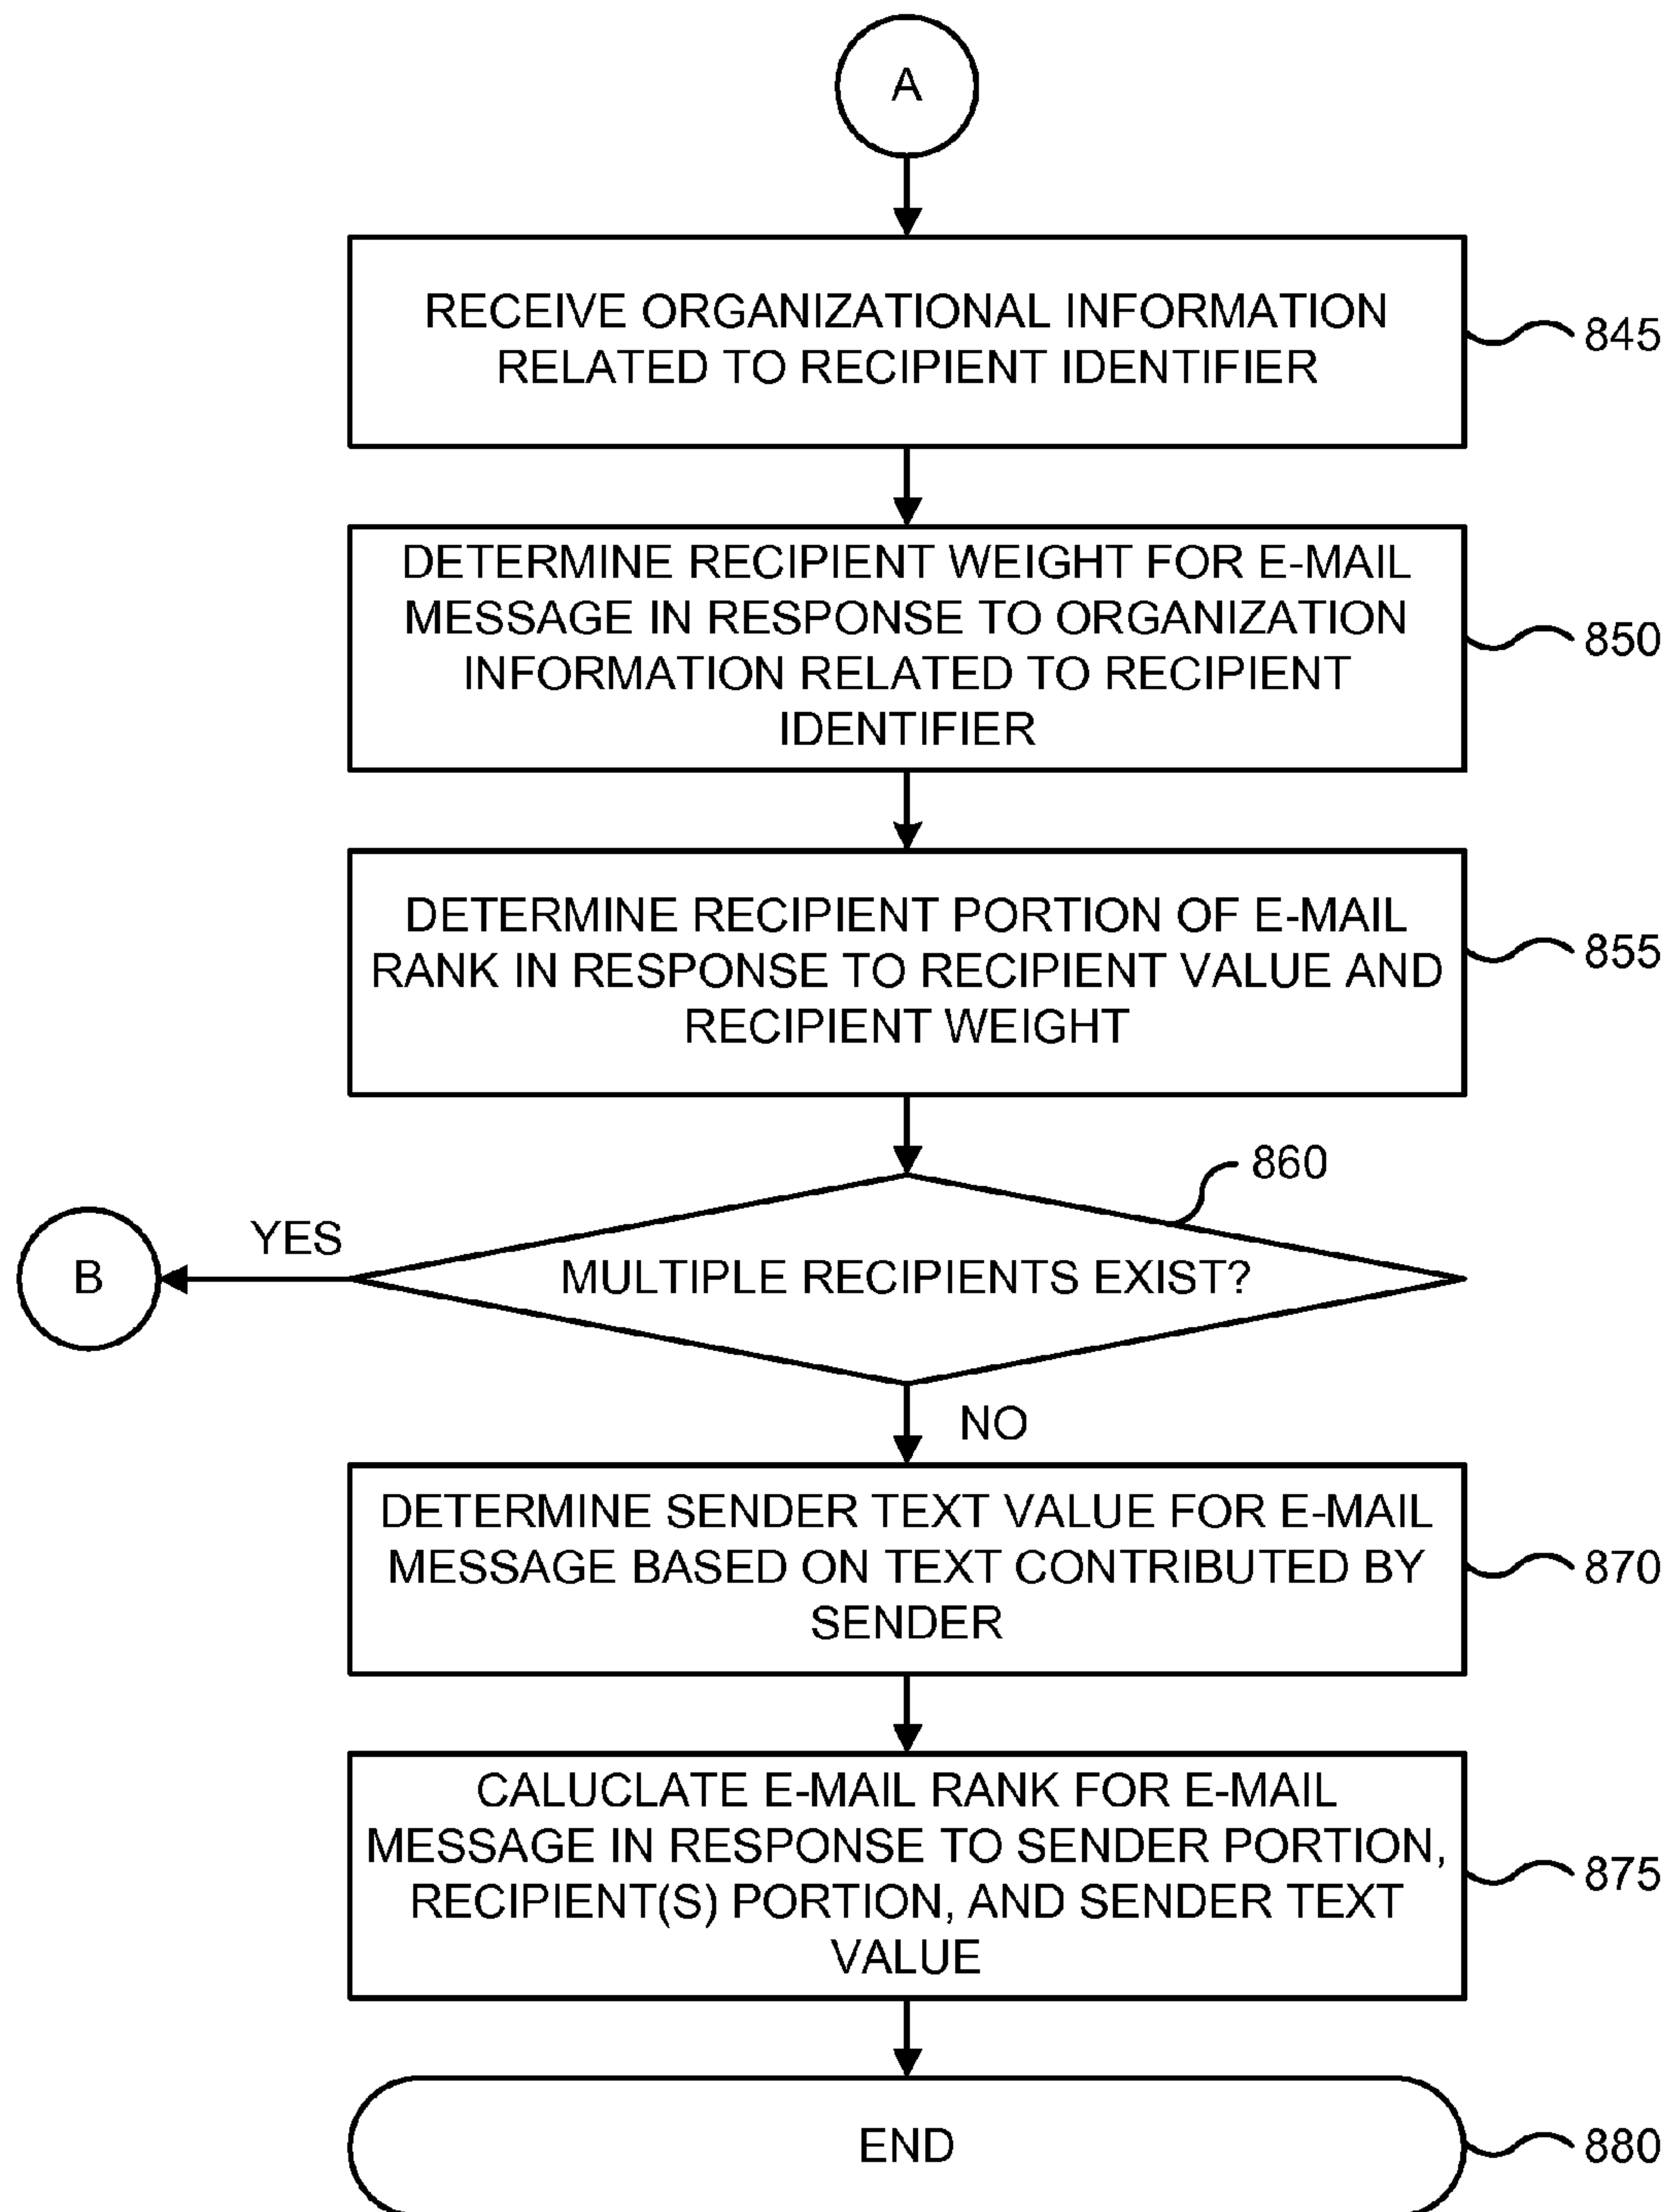 A
RECEIVE ORGANIZATIONAL INFORMATION
RELATED TO RECIPIENT IDENTIFIER
845
DETERMINE RECIPIENT WEIGHT FOR E-MAIL
MESSAGE IN RESPONSE TO ORGANIZATION
INFORMATION RELATED TO RECIPIENT
IDENTIFIER
850
DETERMINE RECIPIENT PORTION OF E-MAIL
RANK IN RESPONSE TO RECIPIENT VALUE AND
RECIPIENT WEIGHT
855
860
YES
B
MULTIPLE RECIPIENTS EXIST?
NO
DETERMINE SENDER TEXT VALUE FOR E-MAIL
MESSAGE BASED ON TEXT CONTRIBUTED BY
SENDER
870
CALUCLATE E-MAIL RANK FOR E-MAIL
MESSAGE IN RESPONSE TO SENDER PORTION,
RECIPIENT(S) PORTION, AND SENDER TEXT
VALUE
875
END
880